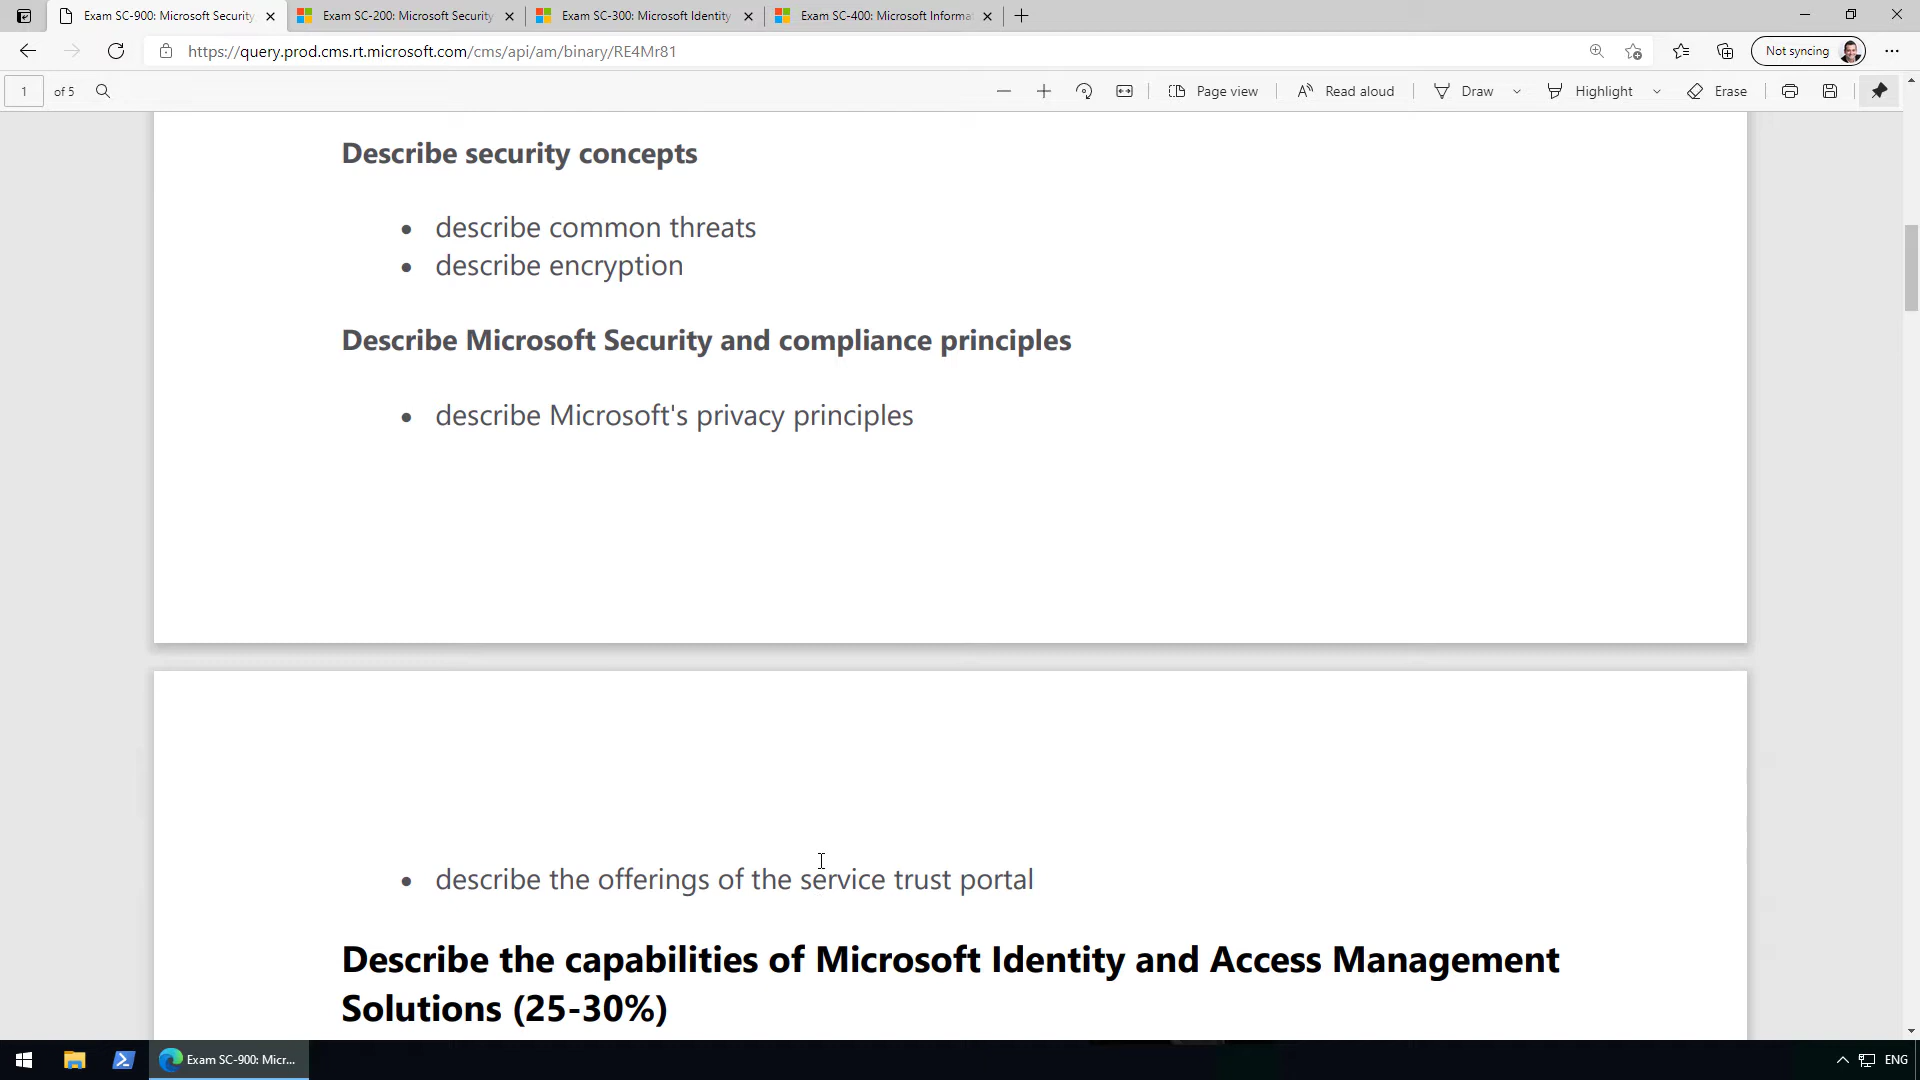 Exam SC-900: Microsoft Security
Exam SC-200: Microsoft Security
Exam SC-300: Microsoft Identity
Exam SC-400: Microsoft Informa
https://query.prod.cms.rt.microsoft.com/cms/api/am/binary/RE4Mr81
Not syncing
1 of 5
Page view
Read aloud
Draw
Highlight
Erase
Describe security concepts
• describe common threats
• describe encryption
Describe Microsoft Security and compliance principles
• describe Microsoft's privacy principles
• describe the offerings of the service trust portal
Describe the capabilities of Microsoft Identity and Access Management
Solutions (25-30%)
Exam SC-900: Micr...
ENG